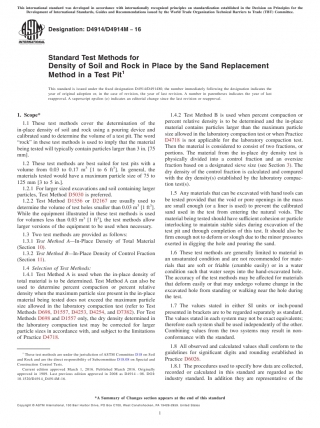 This international standard was developed in accordance with internationally recognized principles on standardization established in the Decision on Principles for the
Development of International Standards, Guides and Recommendations issued by the World Trade Organization Technical Barriers to Trade (TBT) Committee.
Designation: D4914/D4914M − 16
Standard Test Methods for
Density of Soil and Rock in Place by the Sand Replacement
Method in a Test Pit1
This standard is issued under the fixed designation D4914/D4914M; the number immediately following the designation indicates the
year of original adoption or, in the case of revision, the year of last revision. A number in parentheses indicates the year of last
reapproval. A superscript epsilon (ε) indicates an editorial change since the last revision or reapproval.
1. Scope*
1.1 These test methods cover the determination of the
in-place density of soil and rock using a pouring device and
calibrated sand to determine the volume of a test pit. The word
“rock” in these test methods is used to imply that the material
being tested will typically contain particles larger than 3 in. [75
mm].
1.2 These test methods are best suited for test pits with a
volume from 0.03 to 0.17 m3 [1 to 6 ft3]. In general, the
materials tested would have a maximum particle size of 75 to
125 mm [3 to 5 in.].
1.2.1 For larger sized excavations and soil containing larger
particles, Test Method D5030 is preferred.
1.2.2 Test Method D1556 or D2167 are usually used to
determine the volume of test holes smaller than 0.03 m3 [1 ft3].
While the equipment illustrated in these test methods is used
for volumes less than 0.03 m3 [1 ft3], the test methods allow
larger versions of the equipment to be used when necessary.
1.3 Two test methods are provided as follows:
1.3.1 Test Method A—In-Place Density of Total Material
(Section 10).
1.3.2 Test Method B—In-Place Density of Control Fraction
(Section 11).
1.4 Selection of Test Methods:
1.4.1 Test Method A is used when the in-place density of
total material is to be determined. Test Method A can also be
used to determine percent compaction or percent relative
density when the maximum particle size present in the in-place
material being tested does not exceed the maximum particle
size allowed in the laboratory compaction test (refer to Test
Methods D698, D1557, D4253, D4254, and D7382). For Test
Methods D698 and D1557 only, the dry density determined in
the laboratory compaction test may be corrected for larger
particle sizes in accordance with, and subject to the limitations
of Practice D4718.
1 These test methods are under the jurisdiction of ASTM Committee D18 on Soil
and Rock and are the direct responsibility of Subcommittee D18.08 on Special and
Construction Control Tests.
Current edition approved March 1, 2016. Published March 2016. Originally
approved in 1989. Last previous edition approved in 2008 as D4914 – 08. DOI:
10.1520/D4914_D4914M-16.
1.4.2 Test Method B is used when percent compaction or
percent relative density is to be determined and the in-place
material contains particles larger than the maximum particle
size allowed in the laboratory compaction test or when Practice
D4718 is not applicable for the laboratory compaction test.
Then the material is considered to consist of two fractions, or
portions. The material from the in-place dry density test is
physically divided into a control fraction and an oversize
fraction based on a designated sieve size (see Section 3). The
dry density of the control fraction is calculated and compared
with the dry density(s) established by the laboratory compaction
test(s).
1.5 Any materials that can be excavated with hand tools can
be tested provided that the void or pore openings in the mass
are small enough (or a liner is used) to prevent the calibrated
sand used in the test from entering the natural voids. The
material being tested should have sufficient cohesion or particle
interlocking to maintain stable sides during excavation of the
test pit and through completion of this test. It should also be
firm enough not to deform or slough due to the minor pressures
exerted in digging the hole and pouring the sand.
1.6 These test methods are generally limited to material in
an unsaturated condition and are not recommended for materials
that are soft or friable (crumble easily) or in a moisture
condition such that water seeps into the hand-excavated hole.
The accuracy of the test methods may be affected for materials
that deform easily or that may undergo volume change in the
excavated hole from standing or walking near the hole during
the test.
1.7 The values stated in either SI units or inch-pound
presented in brackets are to be regarded separately as standard.
The values stated in each system may not be exact equivalents;
therefore each system shall be used independently of the other.
Combining values from the two systems may result in non-
conformance with the standard.
1.8 All observed and calculated values shall conform to the
guidelines for significant digits and rounding established in
Practice D6026.
1.8.1 The procedures used to specify how data are collected,
recorded or calculated in this standard are regarded as the
industry standard. In addition they are representative of the
*A Summary of Changes section appears at the end of this standard
Copyright © ASTM International, 100 Barr Harbor Drive, PO Box C700, West Conshohocken, PA 19428-2959. United States
1